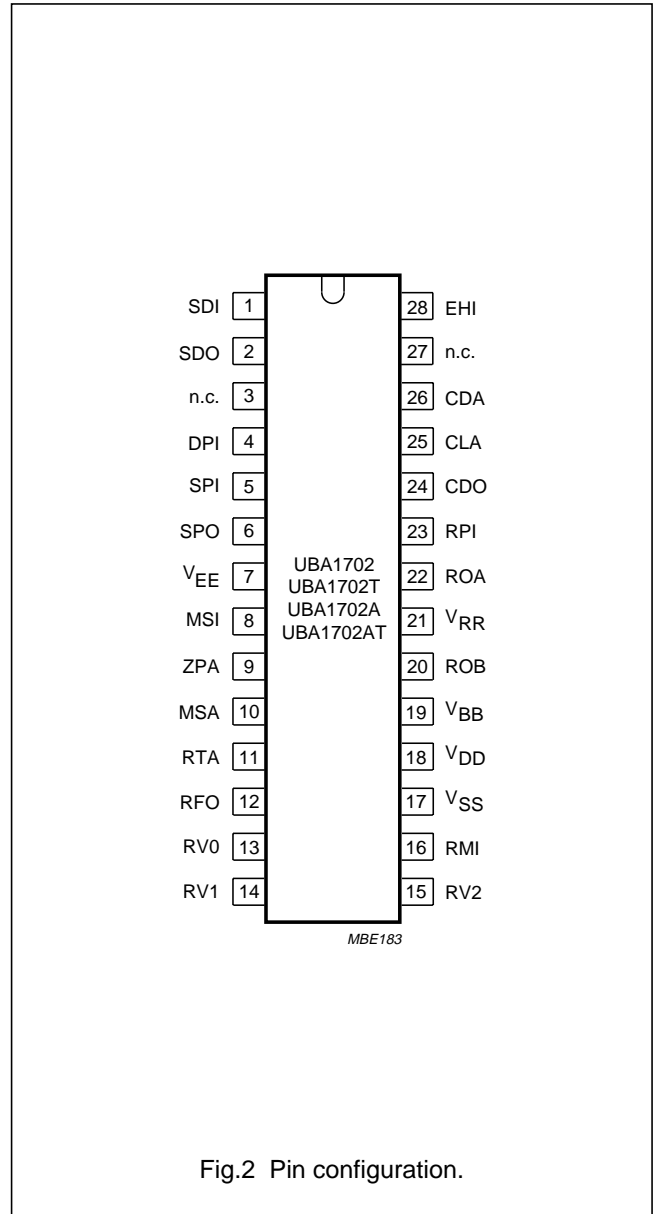 SDI 1 28 EHI
SDO 2 27 n.c.
n.c. 3 26 CDA
DPI 4 25 CLA
SPI 5 24 CDO
SPO 6 23 RPI
VEE 7 22 ROA
MSI 8 21 VRR
ZPA 9 20 ROB
MSA 10 19 VBB
RTA 11 18 VDD
RFO 12 17 VSS
RV0 13 16 RMI
RV1 14 15 RV2
UBA1702
UBA1702T
UBA1702A
UBA1702AT
MBE183
Fig.2 Pin configuration.